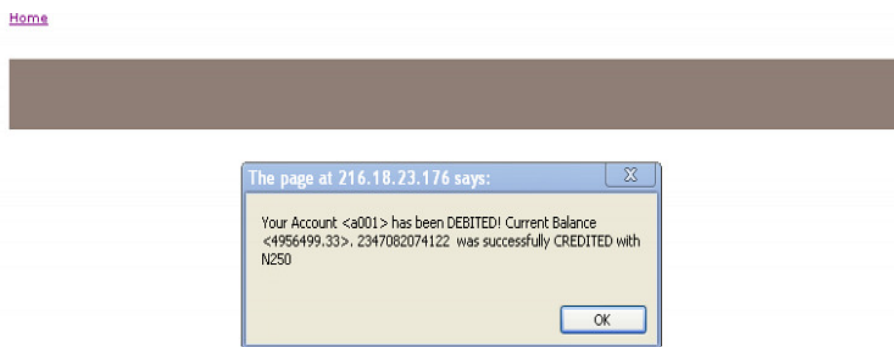 Home
The page at 216.18.23.176 says:
Your Account <a001> has been DEBITED! Current Balance
<4956499.33>. 2347082074122 was successfully CREDITED with
N250
OK